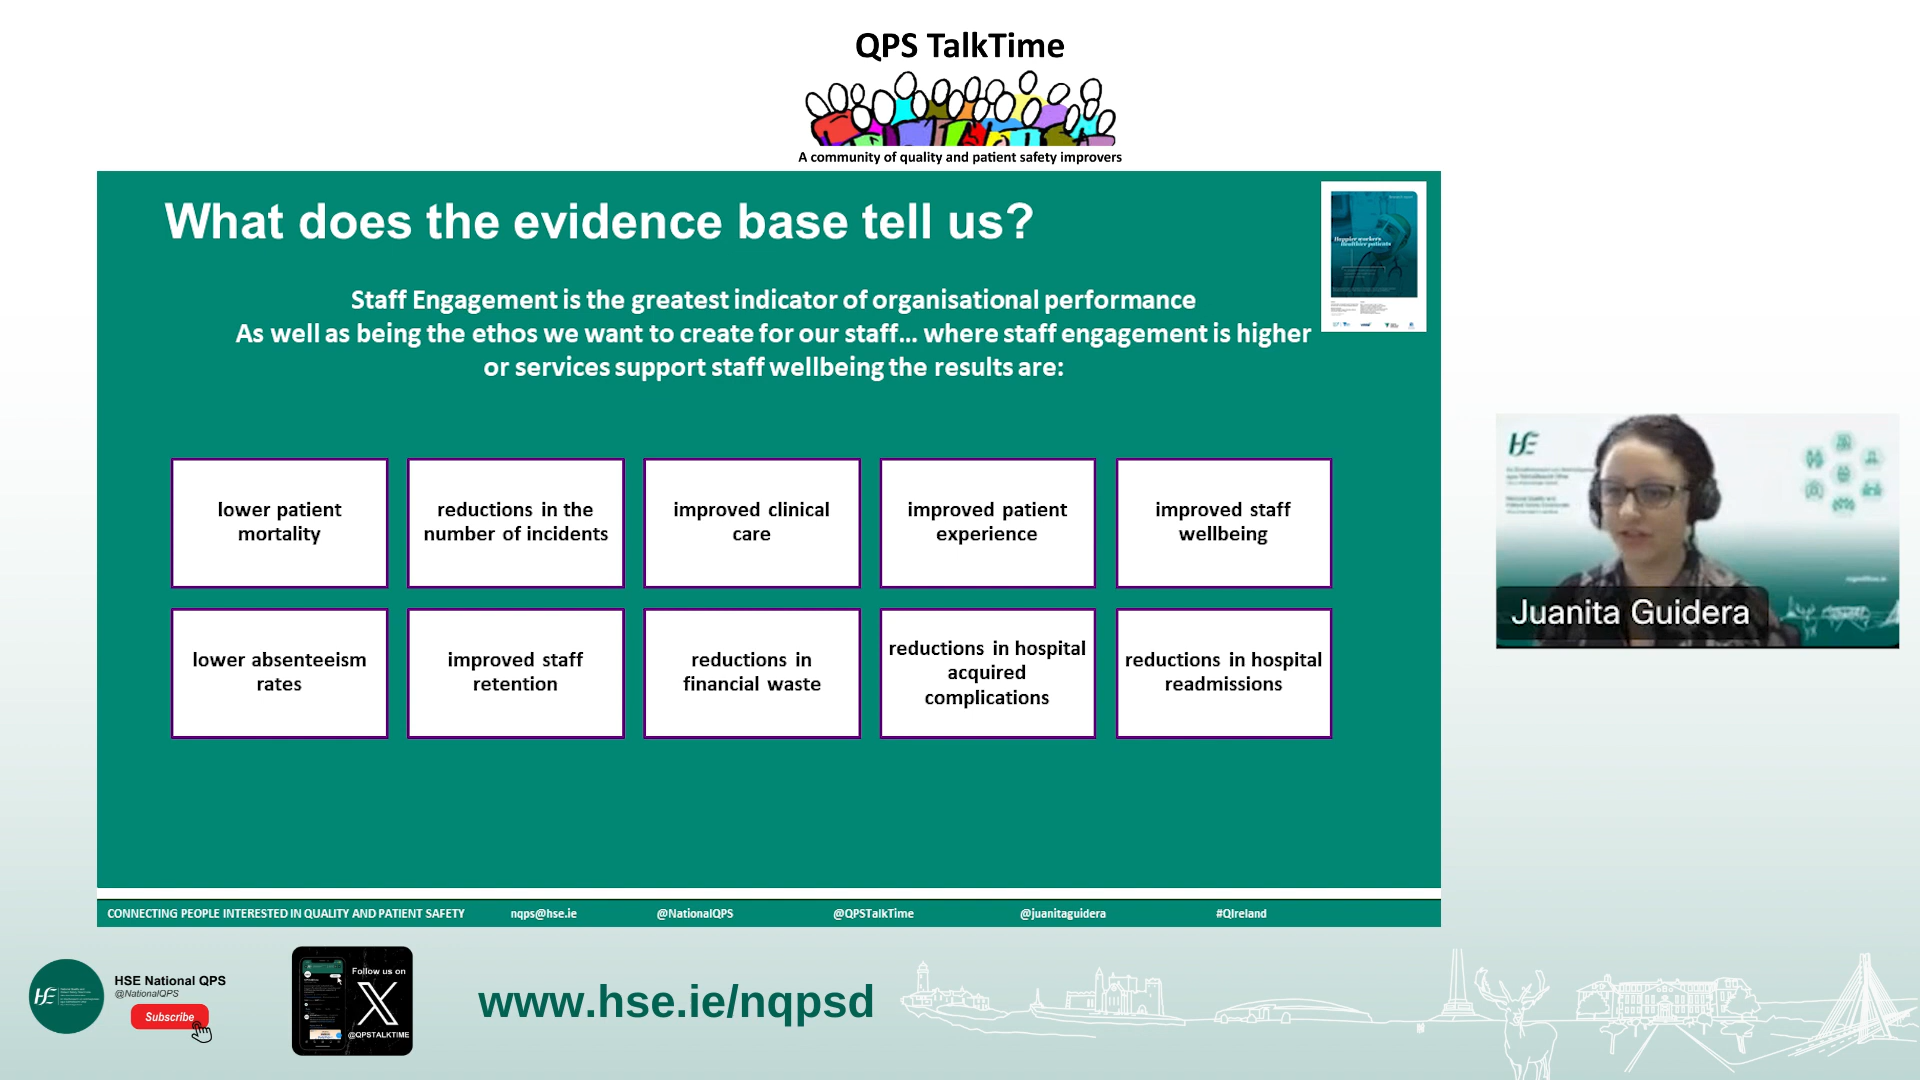 QPS TalkTime
A community of quality and patient safety improvers
What does the evidence base tell us?
Happier workers
Healthier patients
Staff Engagement is the greatest indicator of organisational performance
As well as being the ethos we want to create for our staff... where staff engagement is higher
or services support staff wellbeing the results are:
lower patient
mortality
reductions in the
number of incidents
improved clinical
care
improved patient
experience
improved staff
wellbeing
lower absenteeism
rates
improved staff
retention
reductions in
financial waste
reductions in hospital
acquired
complications
reductions in hospital
readmissions
Juanita Guidera
CONNECTING PEOPLE INTERESTED IN QUALITY AND PATIENT SAFETY
nqps@hse.ie
@NationalQPS
@QPSTalkTime
@juanitaguidera
#QIreland
HSE National QPS
@NationalQPS
Subscribe
Follow us on
X
@QPSTALKTIME
www.hse.ie/nqpsd